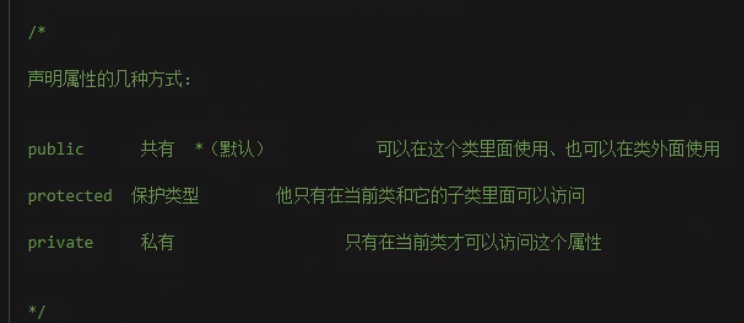 /*
声明属性的几种方式:
public 共有 *（默认） 可以在这个类里面使用、也可以在类外面使用
protected 保护类型 他只有在当前类和它的子类里面可以访问
private 私有 只有在当前类才可以访问这个属性
*/